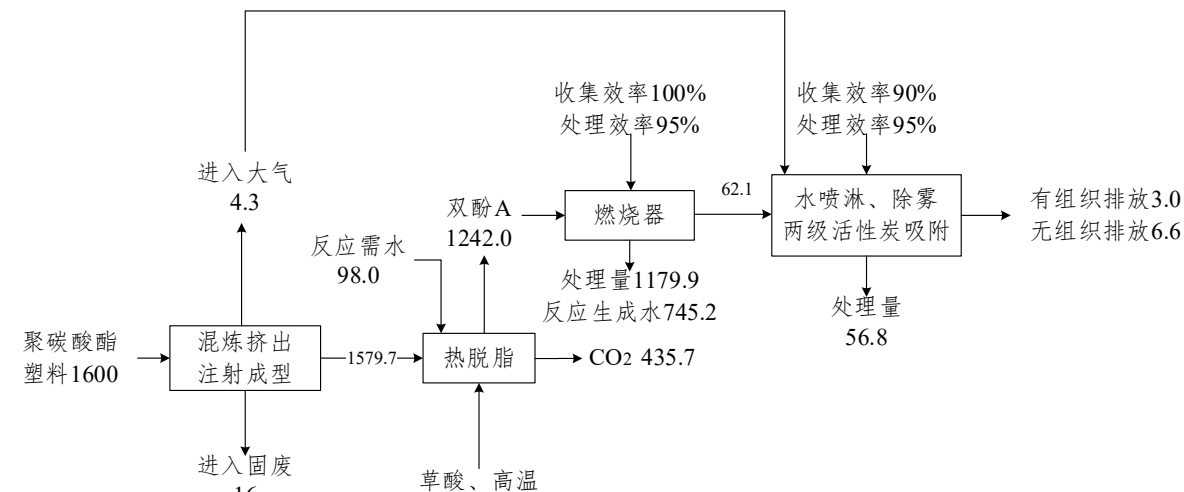 收集效率100%
处理效率95%
收集效率90%
处理效率95%
进入大气
4.3
62.1
双酚A
1242.0
燃烧器
水喷淋、除雾
两级活性炭吸附
有组织排放3.0
无组织排放6.6
反应需水
98.0
处理量1179.9
反应生成水745.2
处理量
56.8
聚碳酸酯
塑料1600
混炼挤出
注射成型
1579.7
热脱脂
CO2 435.7
进入固废
草酸、高温